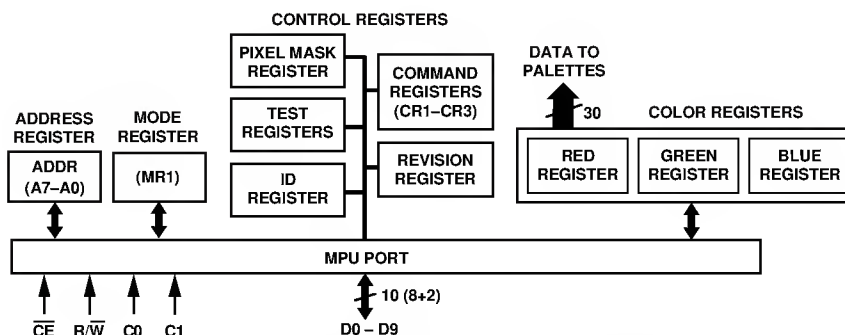 CONTROL REGISTERS
PIXEL MASK
REGISTER
COMMAND
REGISTERS
(CR1–CR3)
TEST
REGISTERS
REVISION
REGISTER
ID
REGISTER
ADDRESS
REGISTER
ADDR
(A7–A0)
MODE
REGISTER
(MR1)
DATA TO
PALETTES
30
COLOR REGISTERS
RED
REGISTER
GREEN
REGISTER
BLUE
REGISTER
MPU PORT
CE R/W C0 C1
10 (8+2)
D0 – D9